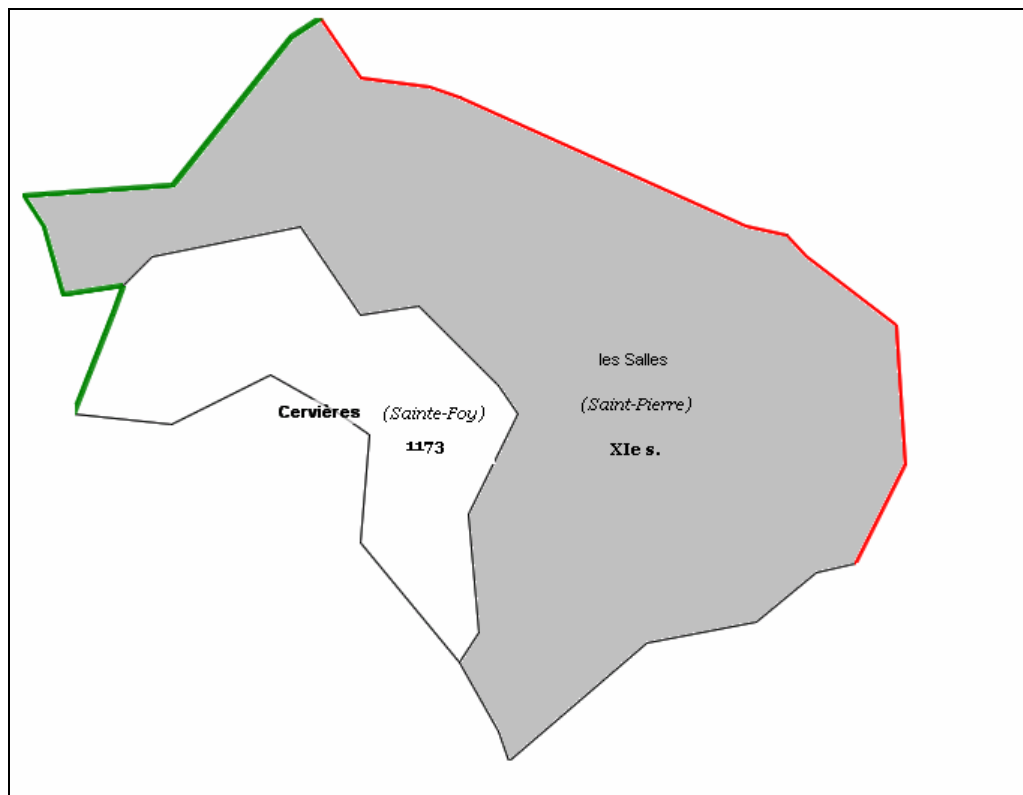 les Salles
(Saint-Pierre)
XIe s.
Cervières (Sainte-Foy)
1173